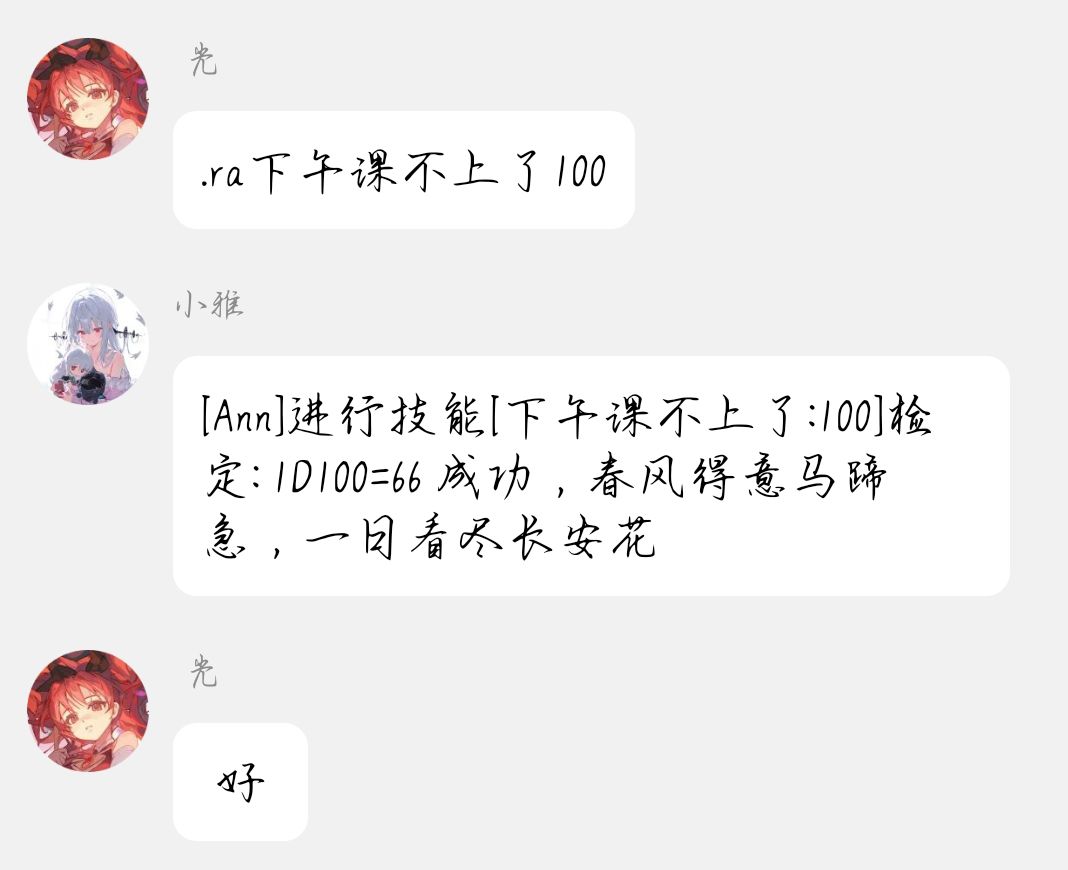 光
.ra下午课不上了100
小雅
[Ann]进行技能[下午课不上了:100]检
定: 1D100=66 成功，春风得意马蹄
急，一日看尽长安花
光
好